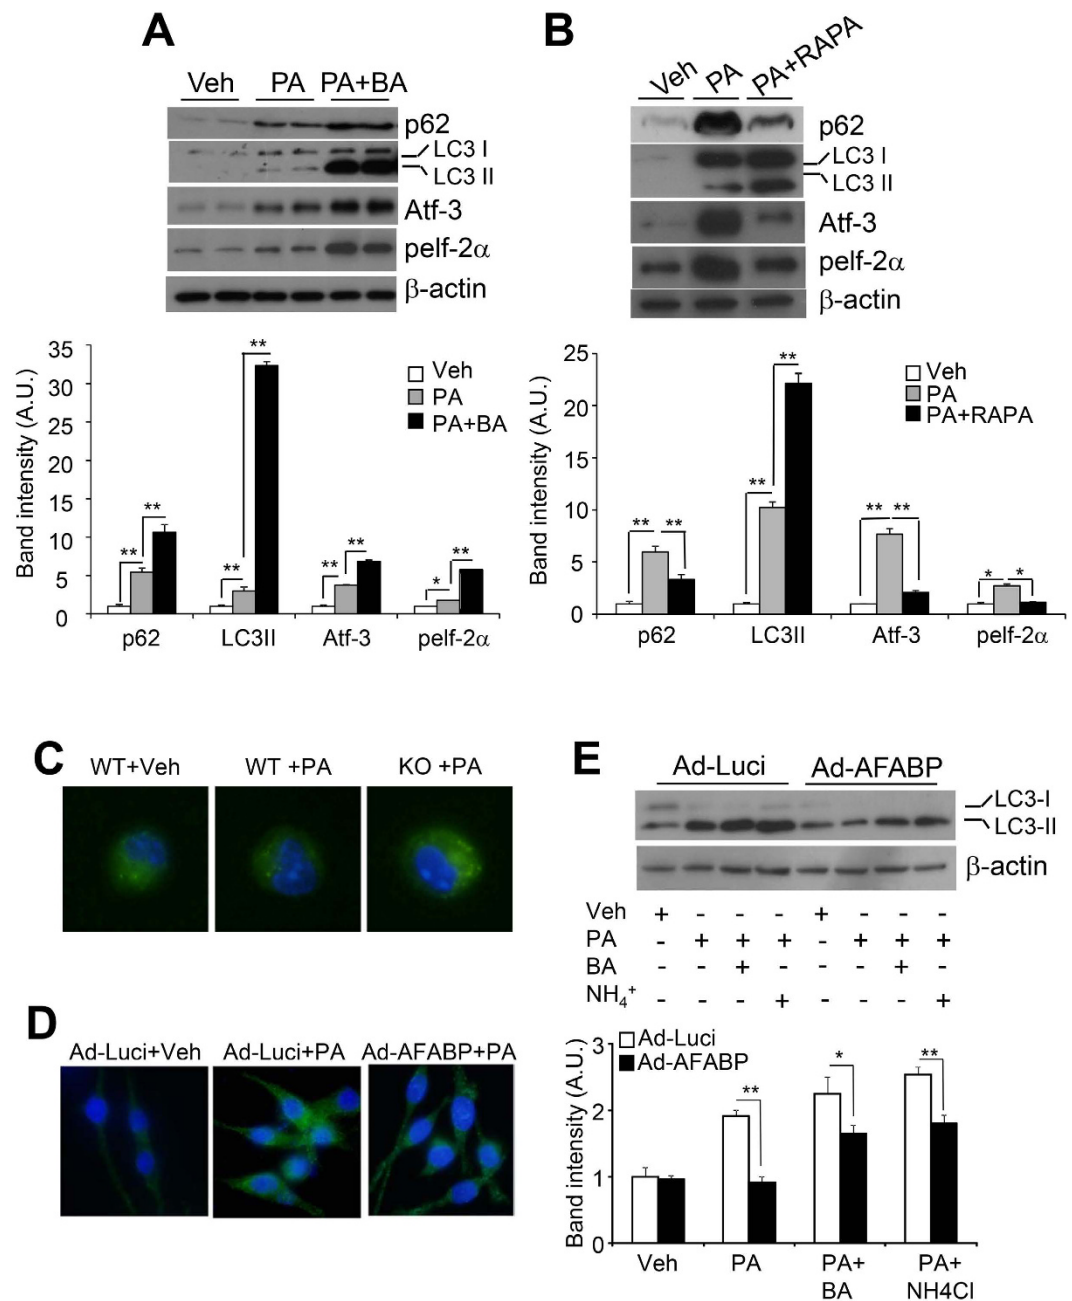 A
Veh PA PA+BA
p62
LC3 I
LC3 II
Atf-3
pelf-2α
β-actin
35
30
25
20
15
10
5
0
Band intensity (A.U.)
Veh
PA
PA+BA
** ** ** ** ** ** * **
p62 LC3II Atf-3 pelf-2α
B
Veh PA PA+RAPA
p62
LC3 I
LC3 II
Atf-3
pelf-2α
β-actin
25
20
15
10
5
0
Band intensity (A.U.)
Veh
PA
PA+RAPA
** ** ** ** ** ** * *
p62 LC3II Atf-3 pelf-2α
C
WT+Veh WT +PA KO +PA
D
Ad-Luci+Veh Ad-Luci+PA Ad-AFABP+PA
E
Ad-Luci Ad-AFABP
LC3-I
LC3-II
β-actin
Veh + - - - + - - -
PA - + + + - + + +
BA - - + - - - + -
NH₄⁺ - - - + - - - +
3
2
1
0
Band intensity (A.U.)
Ad-Luci
Ad-AFABP
** * **
Veh PA PA+ PA+
BA NH4Cl